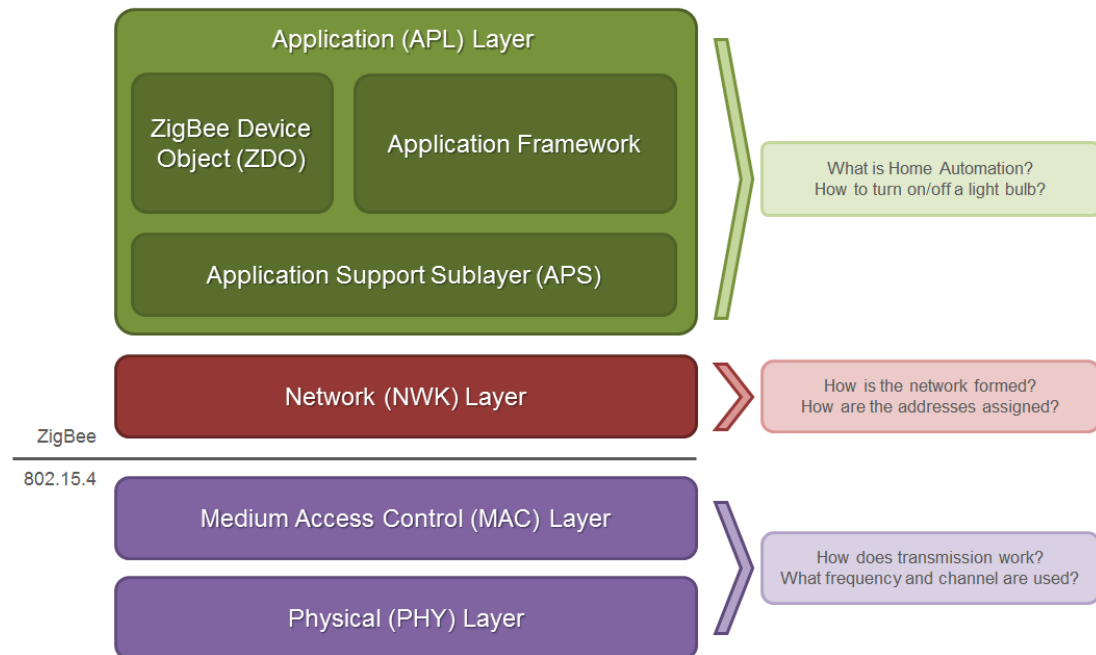 Application (APL) Layer
ZigBee Device
Object (ZDO)
Application Framework
Application Support Sublayer (APS)
What is Home Automation?
How to turn on/off a light bulb?
Network (NWK) Layer
How is the network formed?
How are the addresses assigned?
ZigBee
802.15.4
Medium Access Control (MAC) Layer
Physical (PHY) Layer
How does transmission work?
What frequency and channel are used?